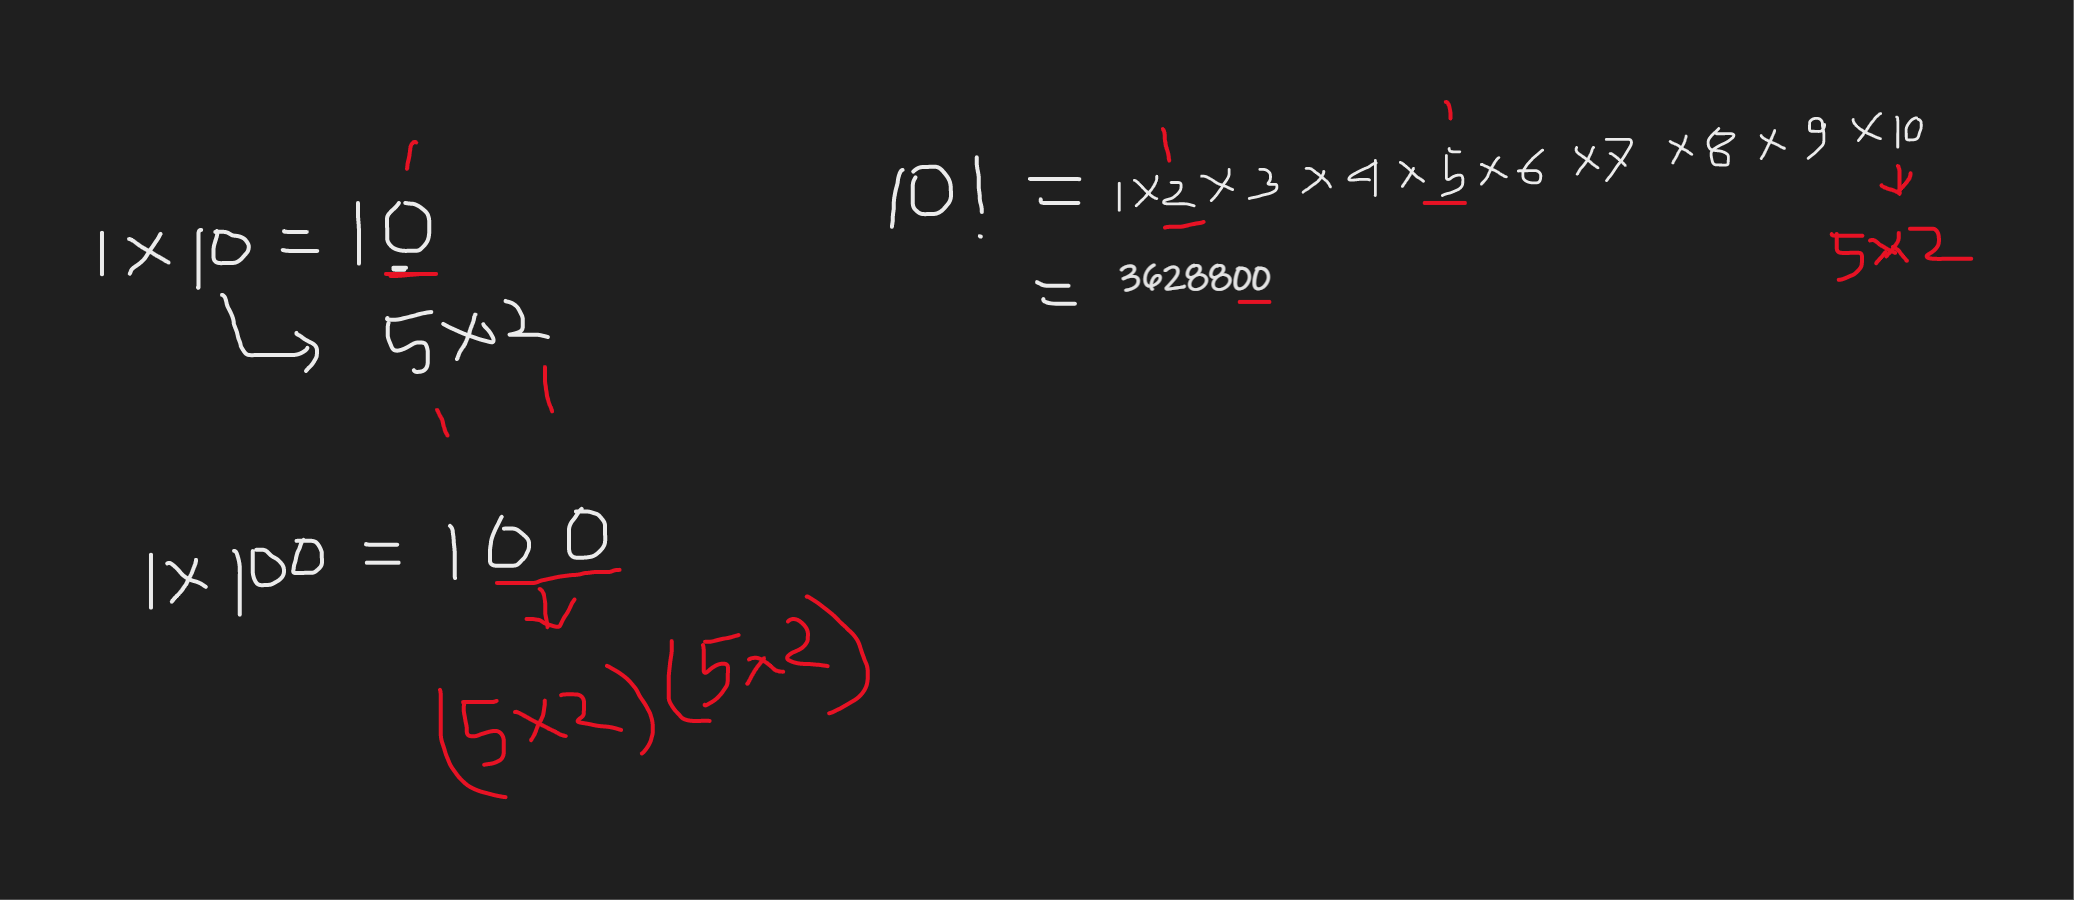 1 x 10 = 10
5 x 2
1 x 100 = 100
(5 x 2) (5 x 2)
10! = 1 x 2 x 3 x 4 x 5 x 6 x 7 x 8 x 9 x 10
5 x 2
= 3628800